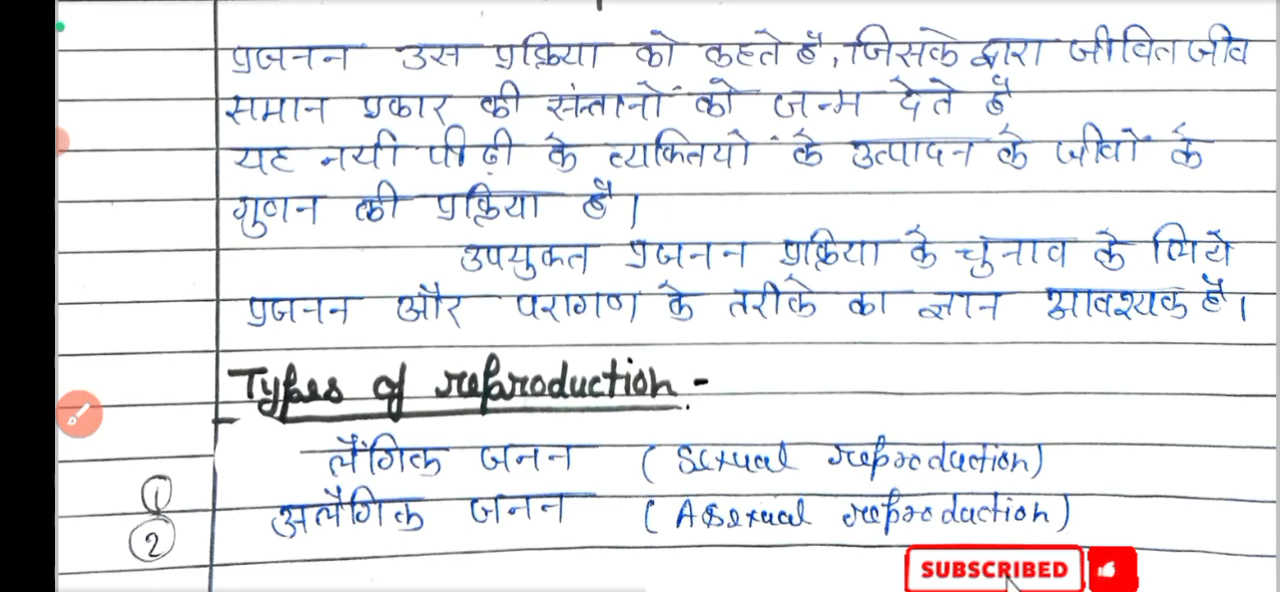 प्रजनन उस प्रक्रिया को कहते है, जिसके द्वारा जीवित जीव
समान प्रकार की संन्तानों को जन्म देते है
यह नयी पीढ़ी के व्यक्तियों के उत्पादन के जीवों के
गुणन की प्रक्रिया है।
उपयुक्त प्रजनन प्रक्रिया के चुनाव के लिये
प्रजनन और परागण के तरीके का ज्ञान आवश्यक है।
Types of reproduction -
① लैंगिक जनन (Sexual reproduction)
② अलैगिक जनन (Asexual reproduction)
SUBSCRIBED